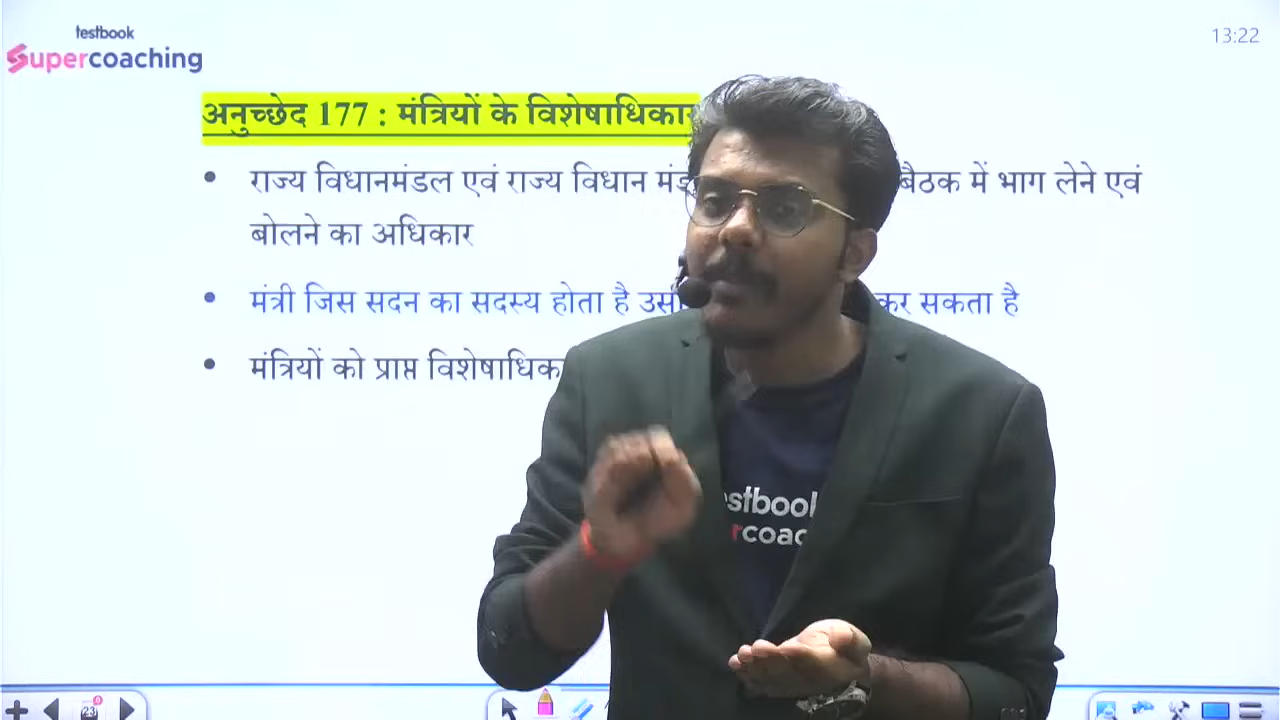 testbook
Supercoaching
13:22
अनुच्छेद 177 : मंत्रियों के विशेषाधिकार
राज्य विधानमंडल एवं राज्य विधान बैठक में भाग लेने एवं
बोलने का अधिकार
मंत्री जिस सदन का सदस्य होता है कर सकता है
मंत्रियों को प्राप्त
estbook
rcoac
23